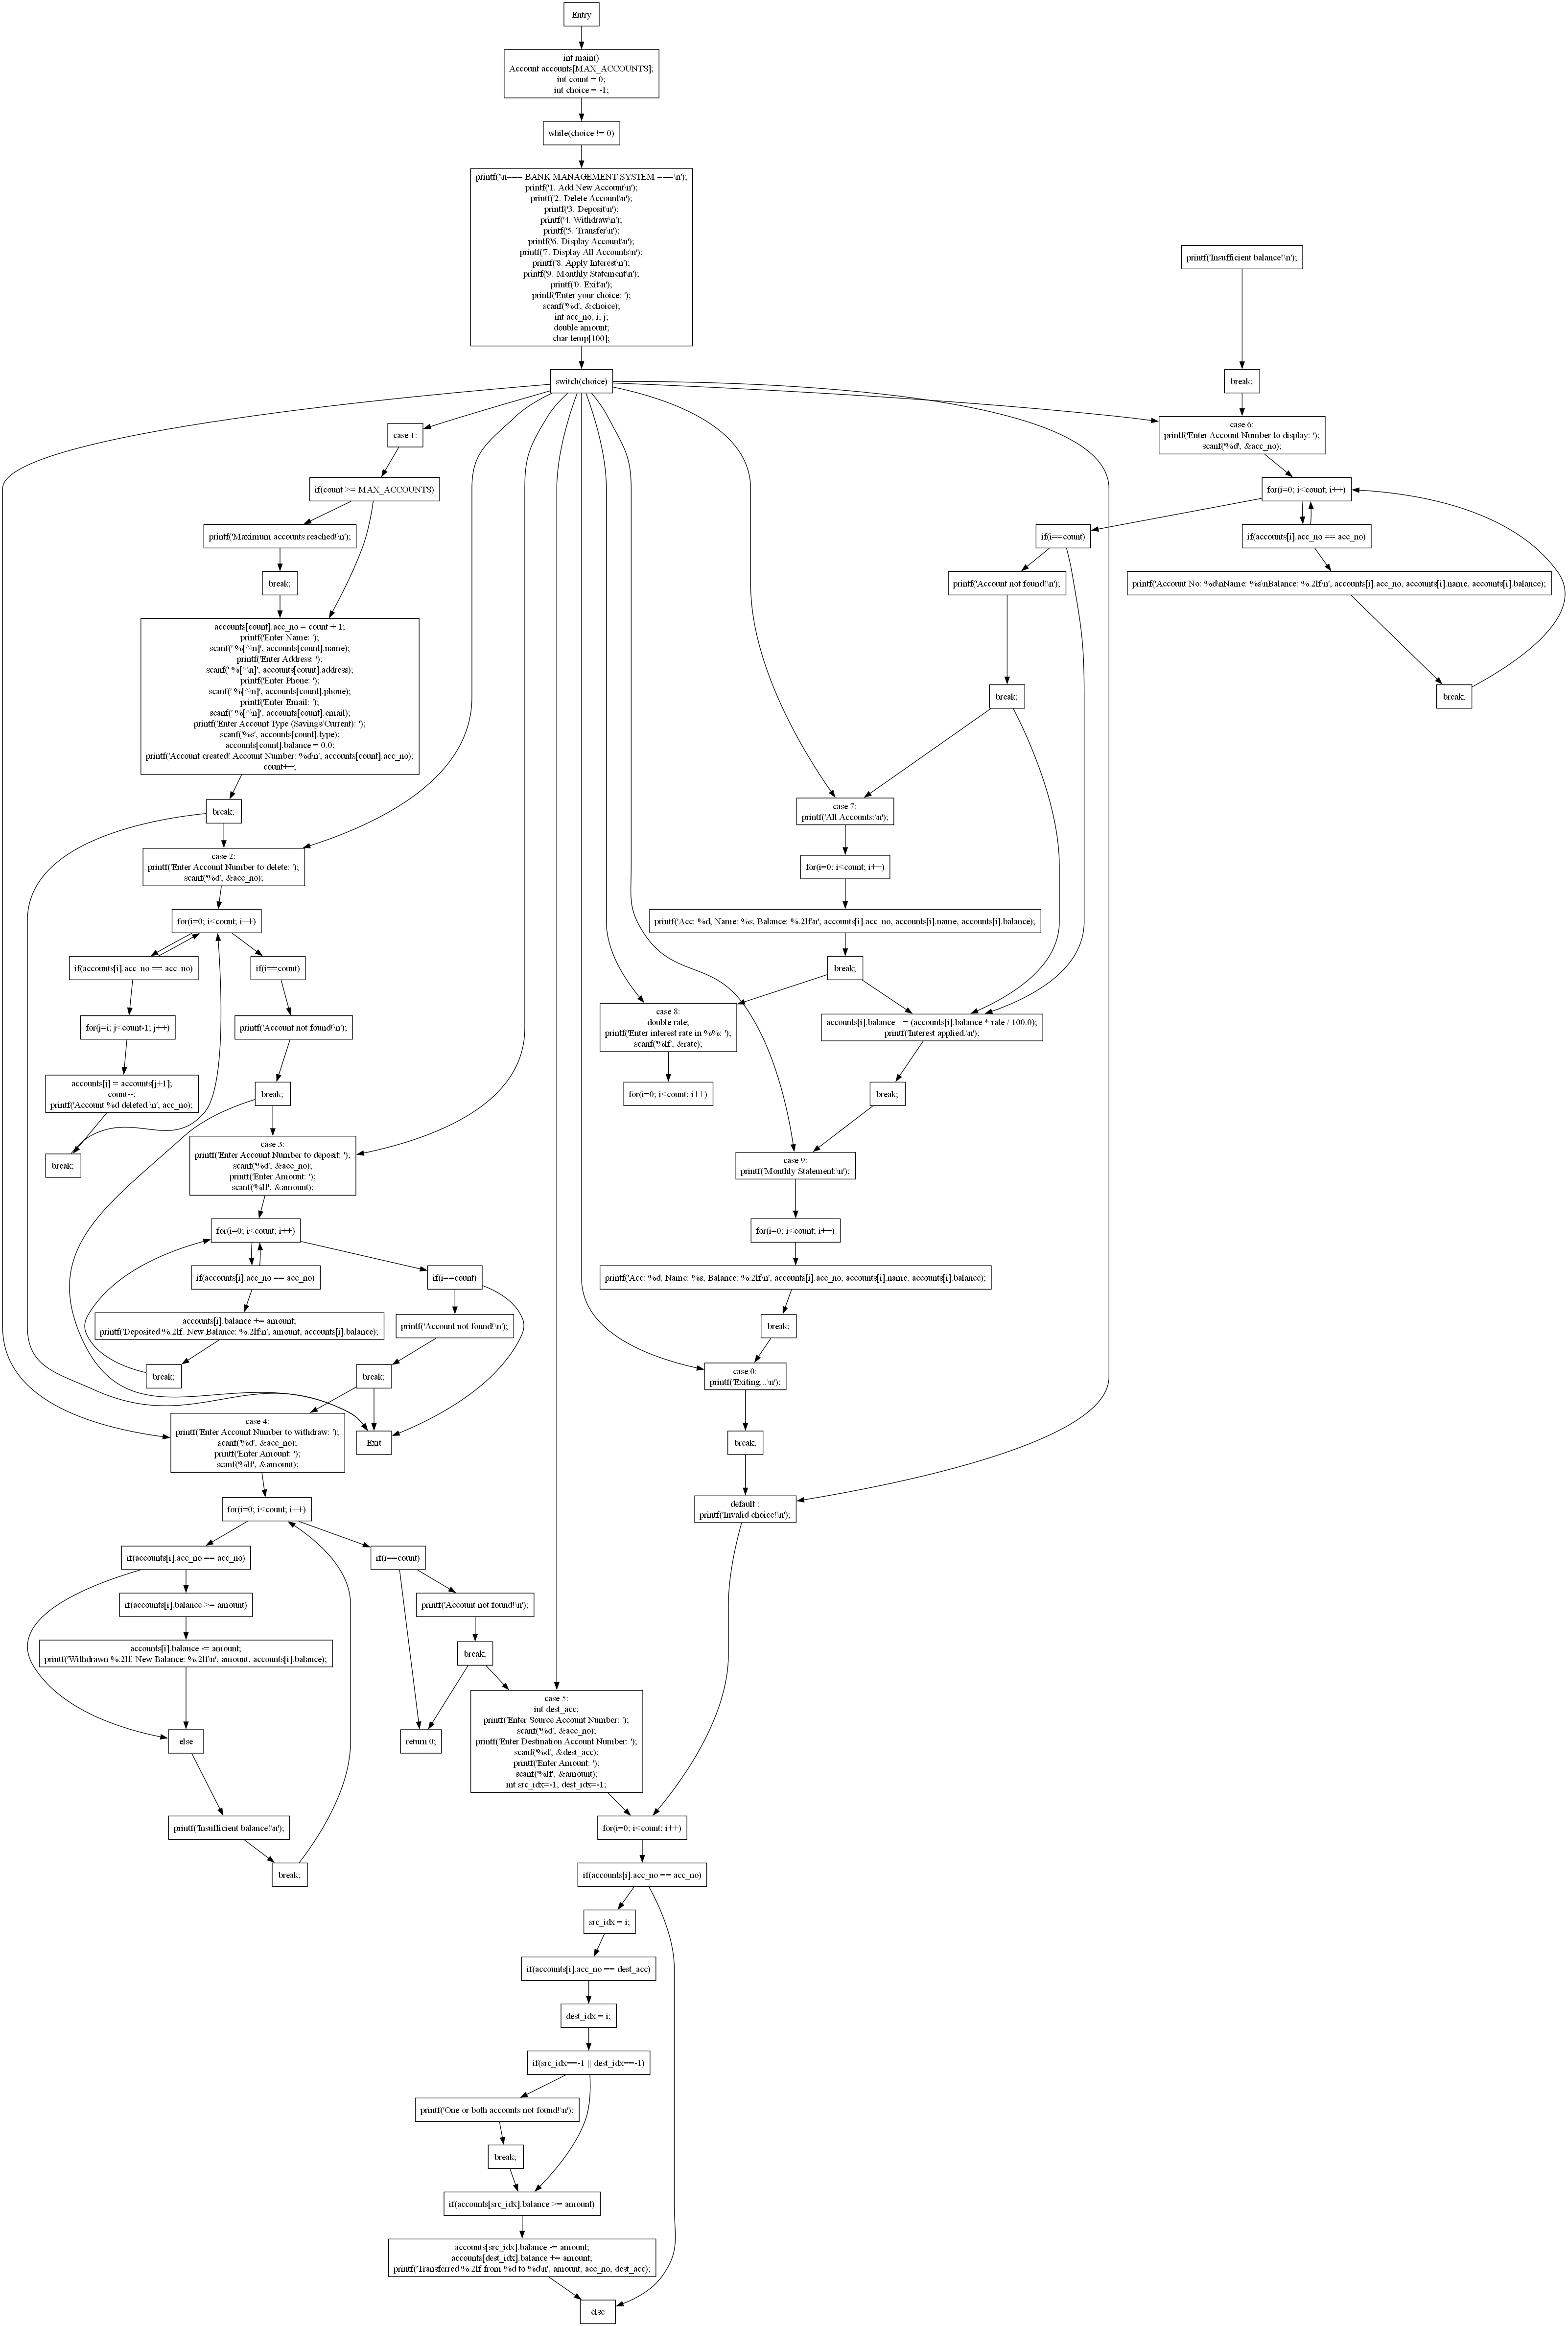 Entry
int main()
Account accounts[MAX_ACCOUNTS];
int count = 0;
int choice = -1;
while(choice != 0)
printf('\n=== BANK MANAGEMENT SYSTEM ===\n');
printf('1. Add New Account\n');
printf('2. Delete Account\n');
printf('3. Deposit\n');
printf('4. Withdraw\n');
printf('5. Transfer\n');
printf('6. Display Account\n');
printf('7. Display All Accounts\n');
printf('8. Apply Interest\n');
printf('9. Monthly Statement\n');
printf('0. Exit\n');
printf('Enter your choice: ');
scanf('%d', &choice);
int acc_no, i, j;
double amount;
char temp[100];
switch(choice)
case 1:
if(count >= MAX_ACCOUNTS)
printf('Maximum accounts reached!\n');
break;
accounts[count].acc_no = count + 1;
printf('Enter Name: ');
scanf(' %[^\n]', accounts[count].name);
printf('Enter Address: ');
scanf(' %[^\n]', accounts[count].address);
printf('Enter Phone: ');
scanf(' %[^\n]', accounts[count].phone);
printf('Enter Email: ');
scanf(' %[^\n]', accounts[count].email);
printf('Enter Account Type (Savings/Current): ');
scanf('%s', accounts[count].type);
accounts[count].balance = 0.0;
printf('Account created! Account Number: %d\n', accounts[count].acc_no);
count++;
break;
case 2:
printf('Enter Account Number to delete: ');
scanf('%d', &acc_no);
for(i=0; i<count; i++)
if(accounts[i].acc_no == acc_no)
for(j=i; j<count-1; j++)
accounts[j] = accounts[j+1];
count--;
printf('Account %d deleted.\n', acc_no);
break;
if(i==count)
printf('Account not found!\n');
break;
case 3:
printf('Enter Account Number to deposit: ');
scanf('%d', &acc_no);
printf('Enter Amount: ');
scanf('%lf', &amount);
for(i=0; i<count; i++)
if(accounts[i].acc_no == acc_no)
accounts[i].balance += amount;
printf('Deposited %.2lf. New Balance: %.2lf\n', amount, accounts[i].balance);
break;
if(i==count)
printf('Account not found!\n');
break;
Exit
case 4:
printf('Enter Account Number to withdraw: ');
scanf('%d', &acc_no);
printf('Enter Amount: ');
scanf('%lf', &amount);
for(i=0; i<count; i++)
if(accounts[i].acc_no == acc_no)
if(accounts[i].balance >= amount)
accounts[i].balance -= amount;
printf('Withdrawn %.2lf. New Balance: %.2lf\n', amount, accounts[i].balance);
else
printf('Insufficient balance!\n');
break;
if(i==count)
printf('Account not found!\n');
break;
return 0;
case 5:
int dest_acc;
printf('Enter Source Account Number: ');
scanf('%d', &acc_no);
printf('Enter Destination Account Number: ');
scanf('%d', &dest_acc);
printf('Enter Amount: ');
scanf('%lf', &amount);
int src_idx=-1, dest_idx=-1;
for(i=0; i<count; i++)
if(accounts[i].acc_no == acc_no)
src_idx = i;
if(accounts[i].acc_no == dest_acc)
dest_idx = i;
if(src_idx==-1 || dest_idx==-1)
printf('One or both accounts not found!\n');
break;
if(accounts[src_idx].balance >= amount)
accounts[src_idx].balance -= amount;
accounts[dest_idx].balance += amount;
printf('Transferred %.2lf from %d to %d\n', amount, acc_no, dest_acc);
else
printf('Insufficient balance!\n');
break;
case 6:
printf('Enter Account Number to display: ');
scanf('%d', &acc_no);
for(i=0; i<count; i++)
if(accounts[i].acc_no == acc_no)
printf('Account No: %d\nName: %s\nBalance: %.2lf\n', accounts[i].acc_no, accounts[i].name, accounts[i].balance);
break;
if(i==count)
printf('Account not found!\n');
break;
case 7:
printf('All Accounts:\n');
for(i=0; i<count; i++)
printf('Acc: %d, Name: %s, Balance: %.2lf\n', accounts[i].acc_no, accounts[i].name, accounts[i].balance);
break;
case 8:
double rate;
printf('Enter interest rate in %%: ');
scanf('%lf', &rate);
for(i=0; i<count; i++)
accounts[i].balance += (accounts[i].balance * rate / 100.0);
printf('Interest applied.\n');
break;
case 9:
printf('Monthly Statement:\n');
for(i=0; i<count; i++)
printf('Acc: %d, Name: %s, Balance: %.2lf\n', accounts[i].acc_no, accounts[i].name, accounts[i].balance);
break;
case 0:
printf('Exiting...\n');
break;
default :
printf('Invalid choice!\n');